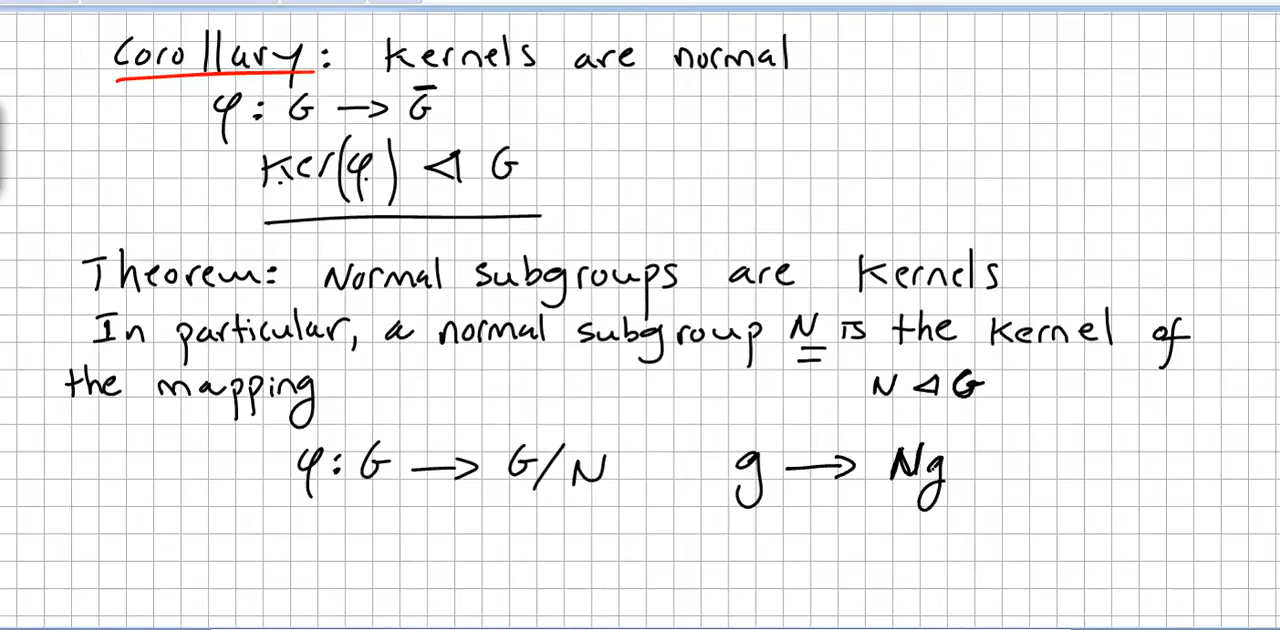 Corollary: Kernels are normal
φ: G → G̅
Ker(φ) ⊲ G
Theorem: Normal subgroups are Kernels
In particular, a normal subgroup N is the Kernel of
the mapping N ⊲ G
φ: G → G/N g → Ng